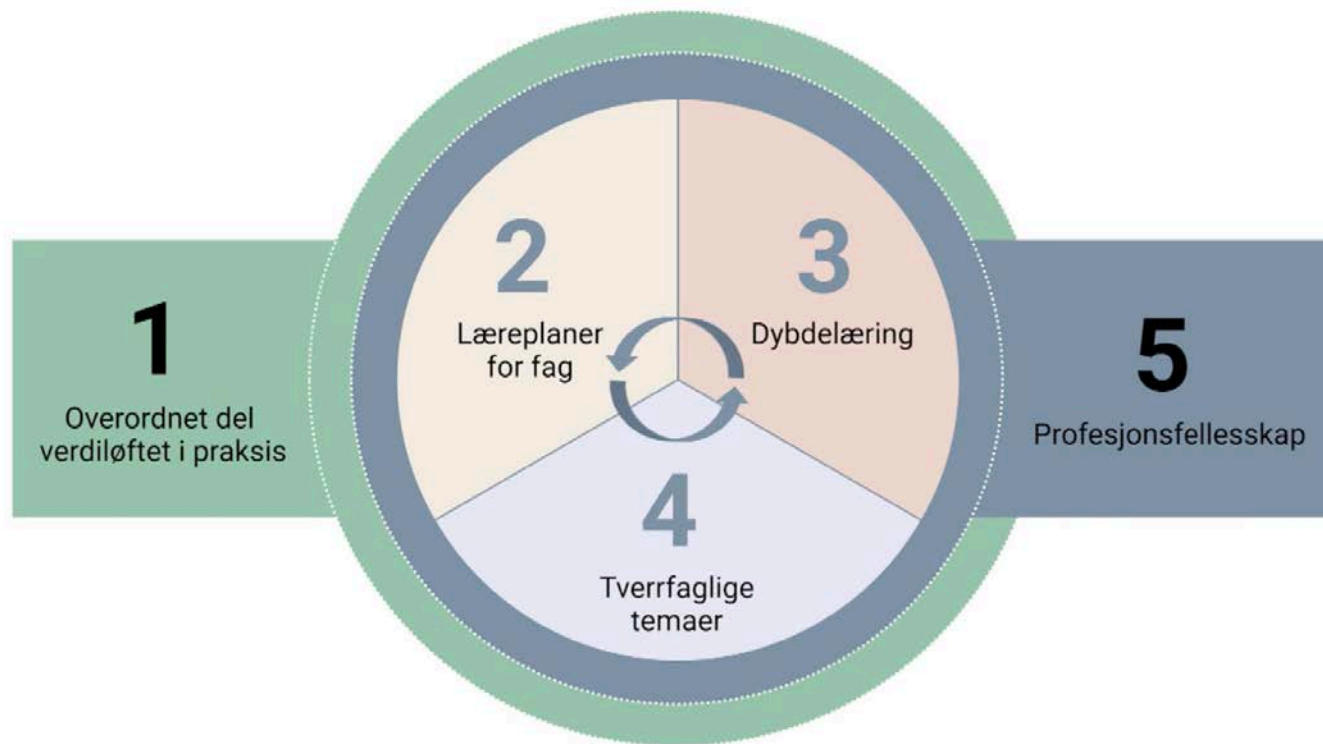 1
Overordnet del
verdiløftet i praksis
2
Læreplaner
for fag
3
Dybdelæring
4
Tverrfaglige
temaer
5
Profesjonsfellesskap